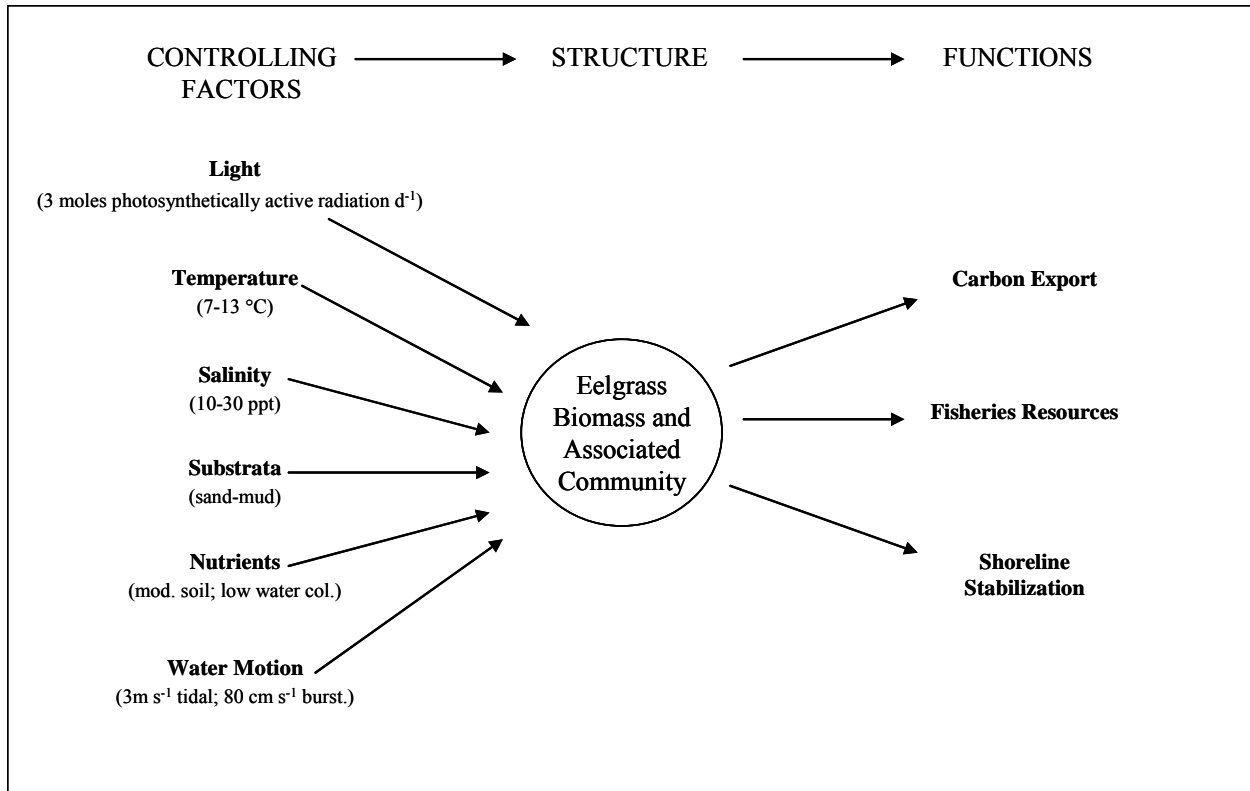 CONTROLLING
FACTORS
STRUCTURE
FUNCTIONS
Light
(3 moles photosynthetically active radiation d⁻¹)
Temperature
(7-13 °C)
Salinity
(10-30 ppt)
Substrata
(sand-mud)
Nutrients
(mod. soil; low water col.)
Water Motion
(3m s⁻¹ tidal; 80 cm s⁻¹ burst.)
Eelgrass
Biomass and
Associated
Community
Carbon Export
Fisheries Resources
Shoreline
Stabilization